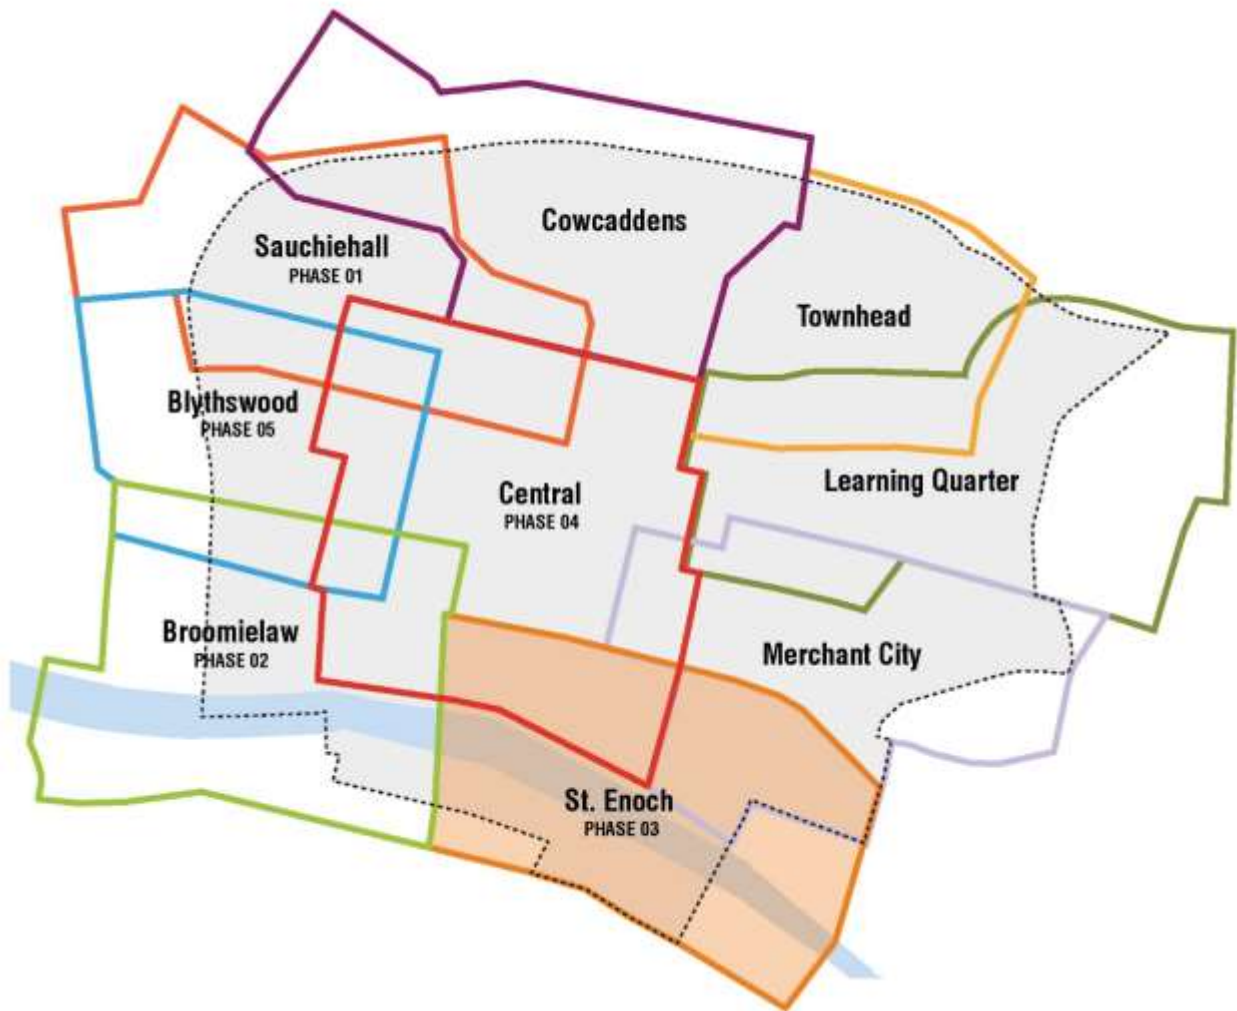 Cowcaddens
Sauchiehall
PHASE 01
Townhead
Blythswood
PHASE 05
Learning Quarter
Central
PHASE 04
Broomielaw
PHASE 02
Merchant City
St. Enoch
PHASE 03